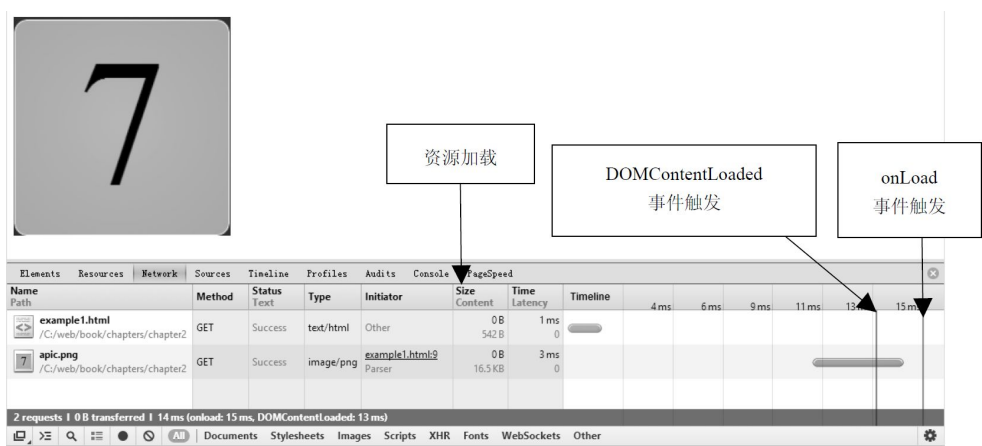 7
资源加载
DOMContentLoaded
事件触发
onLoad
事件触发
Elements Resources Network Sources Timeline Profiles Audits Console PageSpeed
Name Method Status Type Initiator Size Time Timeline
Path Text Content Latency
4 ms 6 ms 9 ms 11 ms 15 ms
example1.html GET Success text/html Other 0 B 1 ms
/C:/web/book/chapters/chapter2 542 B 0
apic.png GET Success image/png example1.html:9 0 B 3 ms
/C:/web/book/chapters/chapter2 Parser 16.5 KB 0
2 requests | 0 B transferred | 14 ms (onload: 15 ms, DOMContentLoaded: 13 ms)
All Documents Stylesheets Images Scripts XHR Fonts WebSockets Other